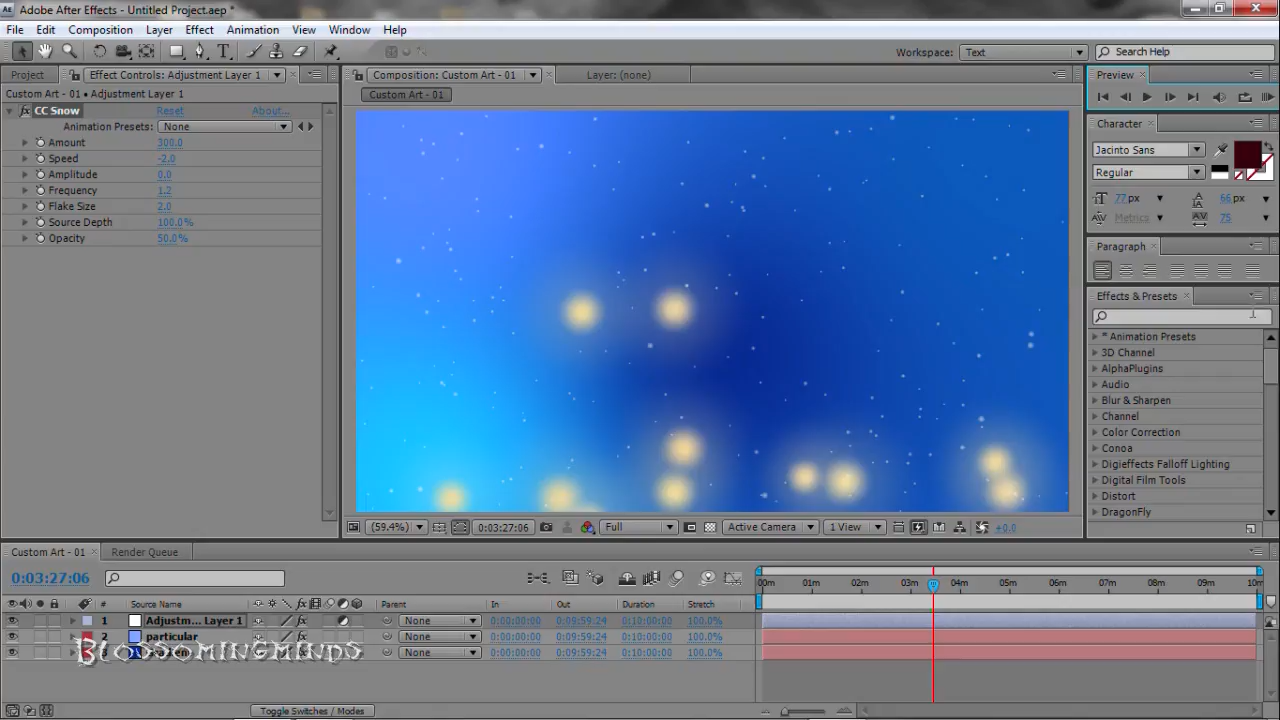 Adobe After Effects - Untitled Project.aep *
File Edit Composition Layer Effect Animation View Window Help
Workspace: Text Search Help
Project Effect Controls: Adjustment Layer 1 Composition: Custom Art - 01 Layer: (none) Preview
Custom Art - 01 • Adjustment Layer 1 Custom Art - 01
fx CC Snow Reset About...
Animation Presets: None
Amount 300.0
Speed -2.0
Amplitude 0.0
Frequency 1.2
Flake Size 2.0
Source Depth 100.0%
Opacity 50.0%
Character
Jacinto Sans
Regular
77 px 66 px
Metrics 75
Paragraph
Effects & Presets
* Animation Presets
3D Channel
AlphaPlugins
Audio
Blur & Sharpen
Channel
Color Correction
Conoa
Digieffects Falloff Lighting
Digital Film Tools
Distort
DragonFly
(59.4%) 0:03:27:06 Full Active Camera 1 View +0.0
Custom Art - 01 Render Queue
0:03:27:06
00m 01m 02m 03m 04m 05m 06m 07m 08m 09m 10m
# Source Name fx Parent In Out Duration Stretch
1 Adjustm... Layer 1 fx None 0:00:00:00 0:09:59:24 0:10:00:00 100.0%
2 particular fx None 0:00:00:00 0:09:59:24 0:10:00:00 100.0%
3 fx None 0:00:00:00 0:09:59:24 0:10:00:00 100.0%
Blossomingminds
Toggle Switches / Modes